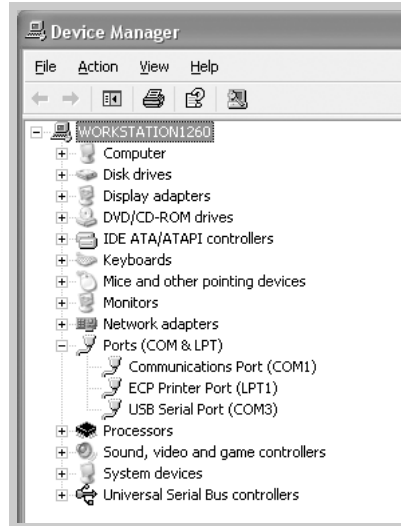 Device Manager
File Action View Help
WORKSTATION1260
Computer
Disk drives
Display adapters
DVD/CD-ROM drives
IDE ATA/ATAPI controllers
Keyboards
Mice and other pointing devices
Monitors
Network adapters
Ports (COM & LPT)
Communications Port (COM1)
ECP Printer Port (LPT1)
USB Serial Port (COM3)
Processors
Sound, video and game controllers
System devices
Universal Serial Bus controllers